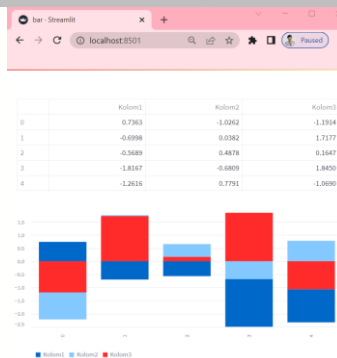 bar · Streamlit
localhost:8501
Paused
Kolom1 Kolom2 Kolom3
0 0.7363 -1.0262 -1.1914
1 -0.6998 0.0382 1.7177
2 -0.5689 0.4878 0.1647
3 -1.8167 -0.6809 1.8450
4 -1.2616 0.7791 -1.0690
Kolom1 Kolom2 Kolom3